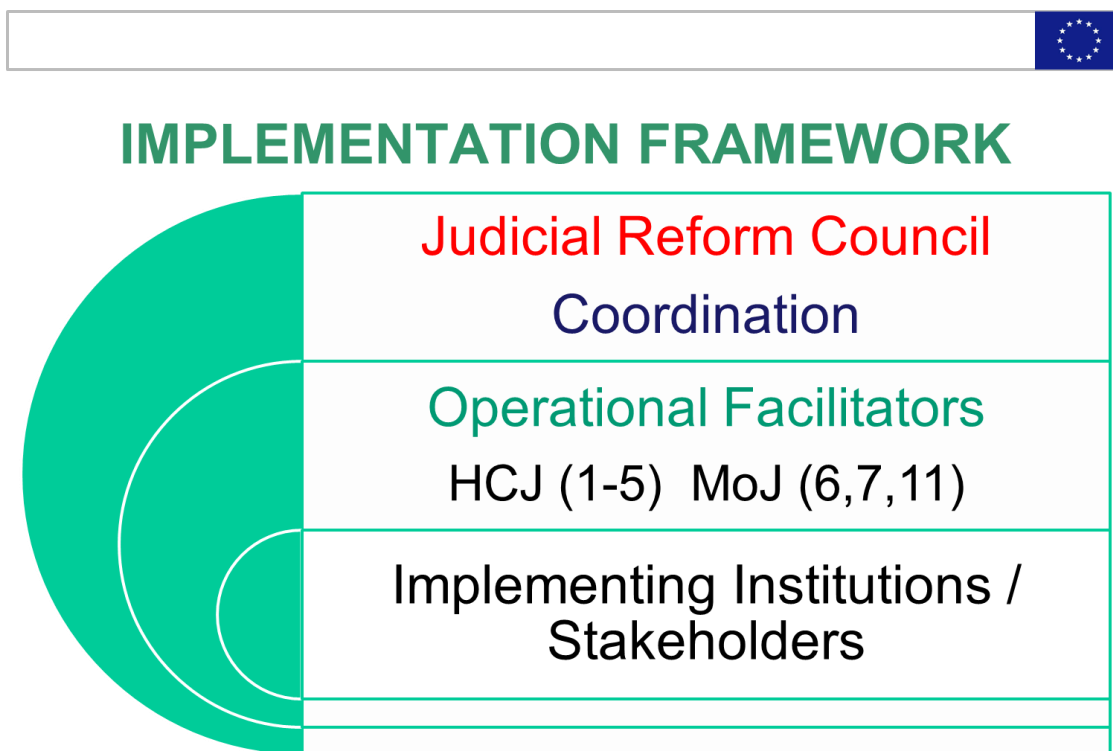 IMPLEMENTATION FRAMEWORK
Judicial Reform Council
Coordination
Operational Facilitators
HCJ (1-5)  MoJ (6,7,11)
Implementing Institutions /
Stakeholders